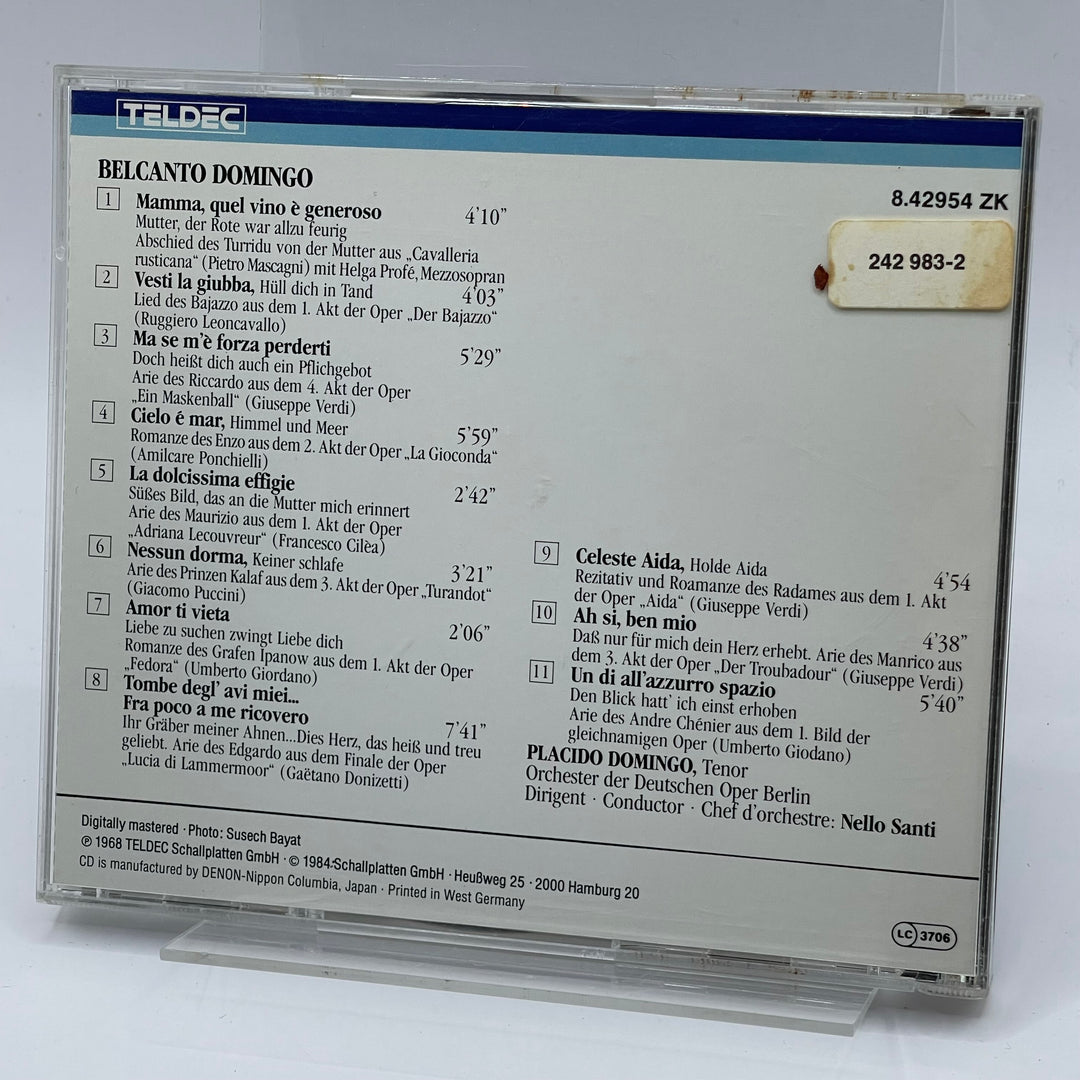 TELDEC
BELCANTO DOMINGO
8.42954 ZK
242 983-2
1 Mamma, quel vino è generoso 4'10"
Mutter, der Rote war allzu feurig
Abschied des Turridu von der Mutter aus „Cavalleria
rusticana“ (Pietro Mascagni) mit Helga Profé, Mezzosopran
2 Vesti la giubba, Hüll dich in Tand 4'03"
Lied des Bajazzo aus dem 1. Akt der Oper „Der Bajazzo“
(Ruggiero Leoncavallo)
3 Ma se m'è forza perderti 5'29"
Doch heißt dich auch ein Pflichgebot
Arie des Riccardo aus dem 4. Akt der Oper
„Ein Maskenball“ (Giuseppe Verdi)
4 Cielo é mar, Himmel und Meer 5'59"
Romanze des Enzo aus dem 2. Akt der Oper „La Gioconda“
(Amilcare Ponchielli)
5 La dolcissima effigie 2'42"
Süßes Bild, das an die Mutter mich erinnert
Arie des Maurizio aus dem 1. Akt der Oper
„Adriana Lecouvreur“ (Francesco Cilèa)
6 Nessun dorma, Keiner schlafe 3'21"
Arie des Prinzen Kalaf aus dem 3. Akt der Oper „Turandot“
(Giacomo Puccini)
7 Amor ti vieta 2'06"
Liebe zu suchen zwingt Liebe dich
Romanze des Grafen Ipanow aus dem 1. Akt der Oper
„Fedora“ (Umberto Giordano)
8 Tombe degl' avi miei...
Fra poco a me ricovero 7'41"
Ihr Gräber meiner Ahnen...Dies Herz, das heiß und treu
geliebt. Arie des Edgardo aus dem Finale der Oper
„Lucia di Lammermoor“ (Gaëtano Donizetti)
9 Celeste Aida, Holde Aida 4'54
Rezitativ und Roamanze des Radames aus dem 1. Akt
der Oper „Aida“ (Giuseppe Verdi)
10 Ah si, ben mio 4'38"
Daß nur für mich dein Herz erhebt. Arie des Manrico aus
dem 3. Akt der Oper „Der Troubadour“ (Giuseppe Verdi)
11 Un di all'azzurro spazio 5'40"
Den Blick hatt' ich einst erhoben
Arie des Andre Chénier aus dem 1. Bild der
gleichnamigen Oper (Umberto Giodano)
PLACIDO DOMINGO, Tenor
Orchester der Deutschen Oper Berlin
Dirigent · Conductor · Chef d'orchestre: Nello Santi
Digitally mastered · Photo: Susech Bayat
℗ 1968 TELDEC Schallplatten GmbH · © 1984 Schallplatten GmbH · Heußweg 25 · 2000 Hamburg 20
CD is manufactured by DENON-Nippon Columbia, Japan · Printed in West Germany
LC 3706